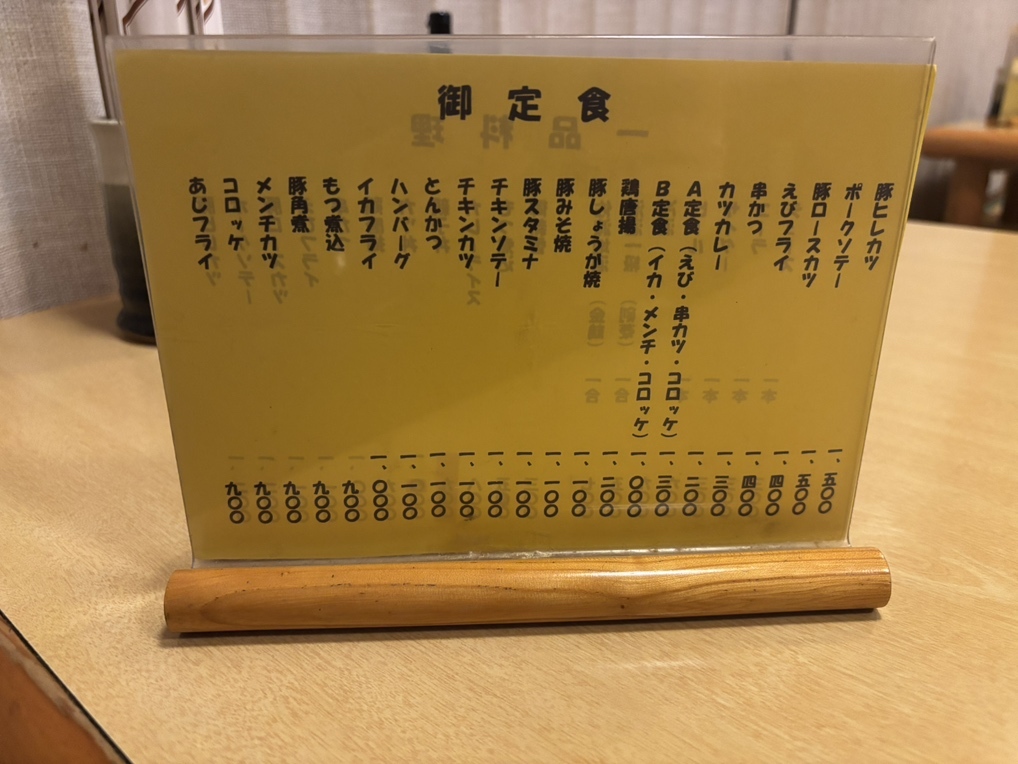 御定食
豚ヒレカツ 一、五〇〇
ポークソテー 一、五〇〇
豚ロースカツ 一、四〇〇
えびフライ 一、四〇〇
串かつ 一、三〇〇
カツカレー 一、二〇〇
A定食（えび・串カツ・コロッケ） 一、三〇〇
B定食（イカ・メンチ・コロッケ） 一、〇〇〇
鶏唐揚 一、二〇〇
豚しょうが焼 一、一〇〇
豚みそ焼 一、一〇〇
豚スタミナ 一、一〇〇
チキンソテー 一、一〇〇
チキンカツ 一、一〇〇
とんかつ 一、一〇〇
ハンバーグ 一、一〇〇
イカフライ 一、〇〇〇
もつ煮込 九〇〇
豚角煮 九〇〇
メンチカツ 九〇〇
コロッケ 九〇〇
あじフライ 九〇〇